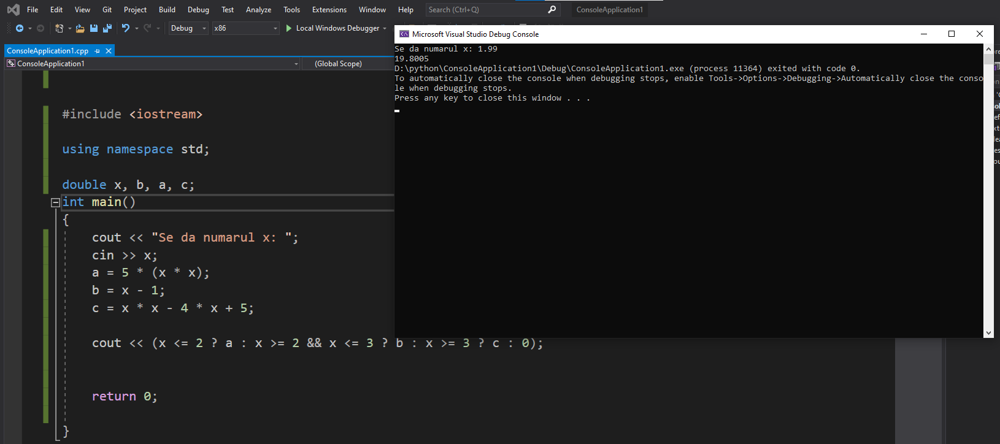 File Edit View Git Project Build Debug Test Analyze Tools Extensions Window Help Search (Ctrl+Q) ConsoleApplication1
Debug x86 Local Windows Debugger
ConsoleApplication1.cpp
ConsoleApplication1 (Global Scope)
#include <iostream>
using namespace std;
double x, b, a, c;
int main()
{
cout << "Se da numarul x: ";
cin >> x;
a = 5 * (x * x);
b = x - 1;
c = x * x - 4 * x + 5;
cout << (x <= 2 ? a : x >= 2 && x <= 3 ? b : x >= 3 ? c : 0);
return 0;
}
Microsoft Visual Studio Debug Console
Se da numarul x: 1.99
19.8005
D:\python\ConsoleApplication1\Debug\ConsoleApplication1.exe (process 11364) exited with code 0.
To automatically close the console when debugging stops, enable Tools->Options->Debugging->Automatically close the conso
le when debugging stops.
Press any key to close this window . . .